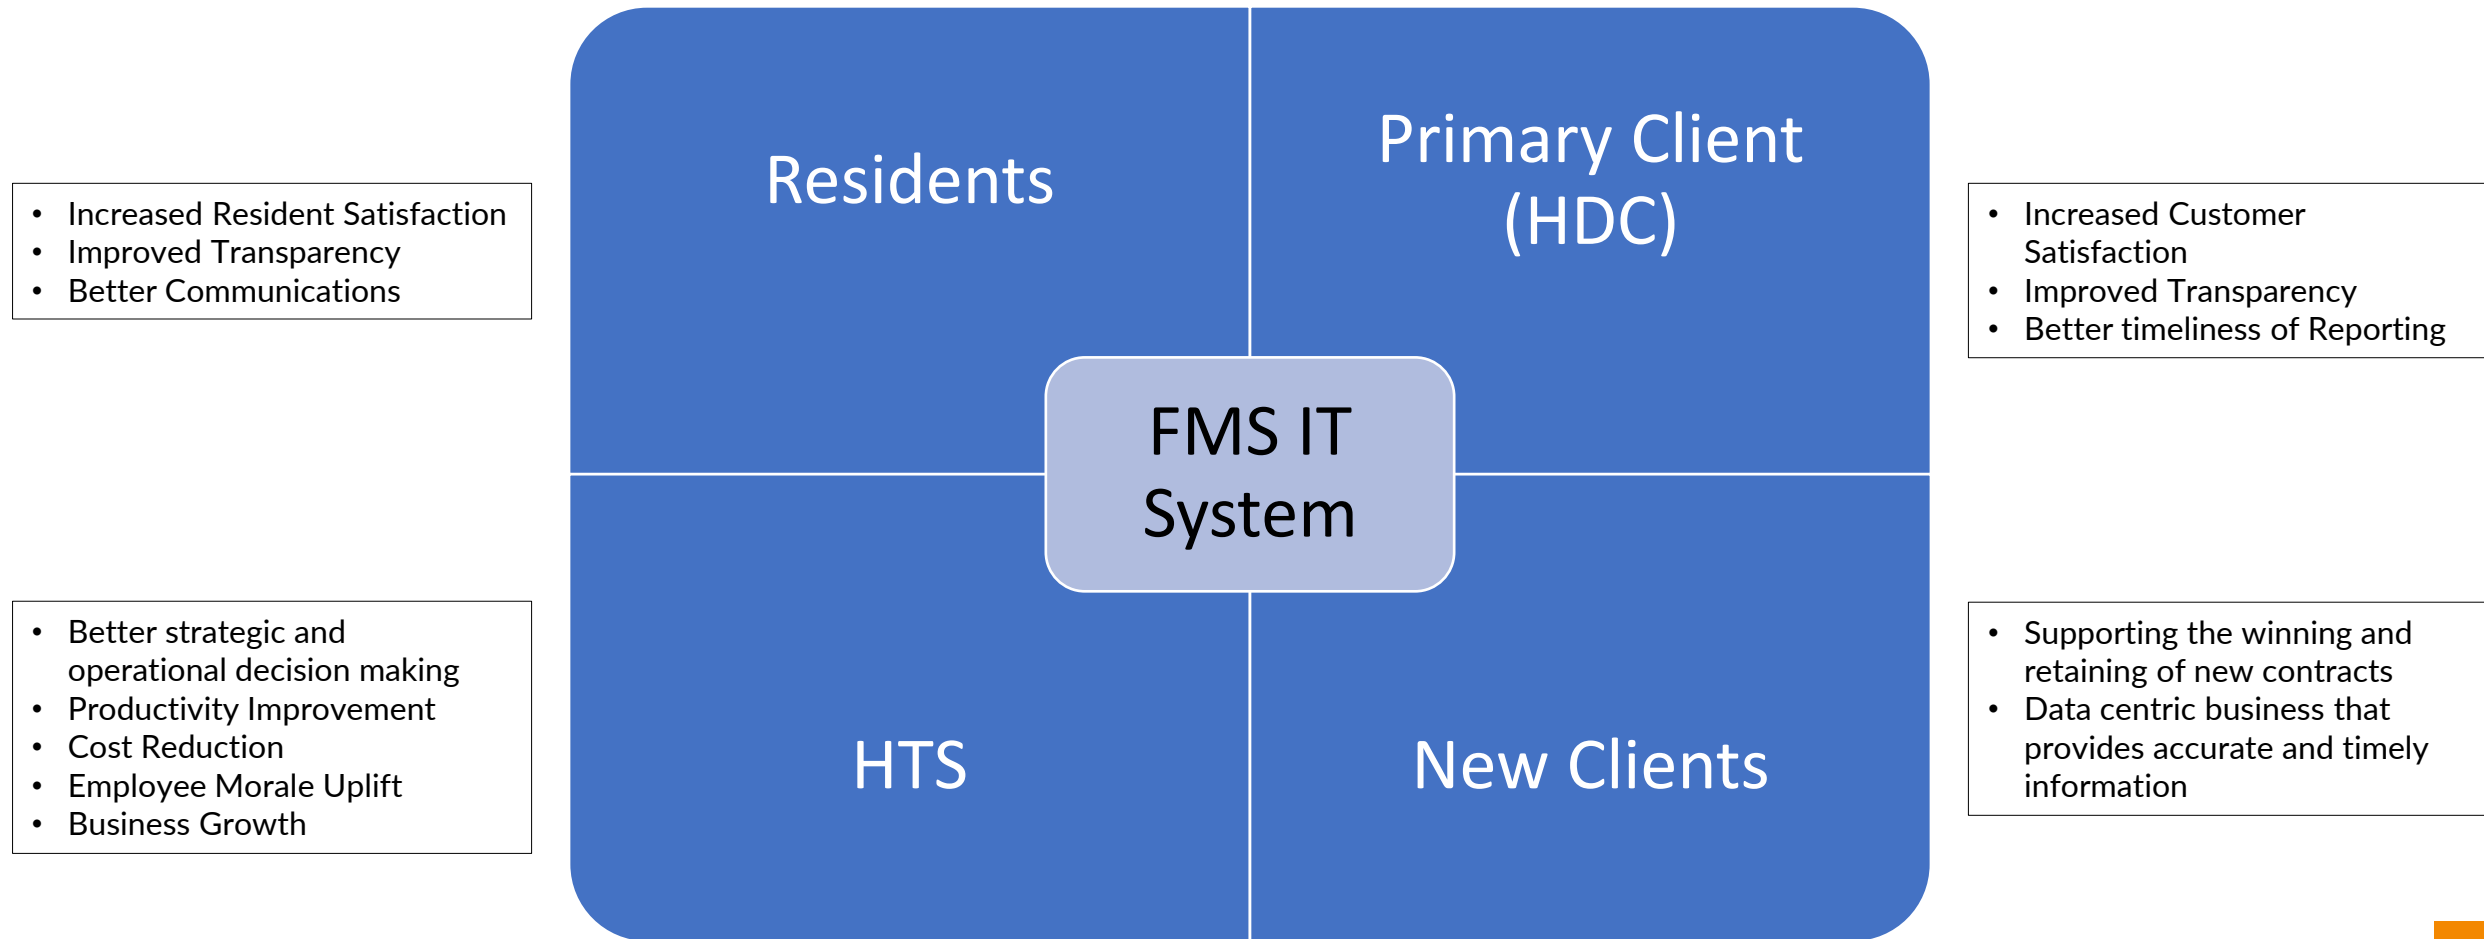 Residents
Primary Client
(HDC)
• Increased Resident Satisfaction
• Improved Transparency
• Better Communications
• Increased Customer
Satisfaction
• Improved Transparency
• Better timeliness of Reporting
FMS IT
System
• Better strategic and
operational decision making
• Productivity Improvement
• Cost Reduction
• Employee Morale Uplift
• Business Growth
HTS
New Clients
• Supporting the winning and
retaining of new contracts
• Data centric business that
provides accurate and timely
information